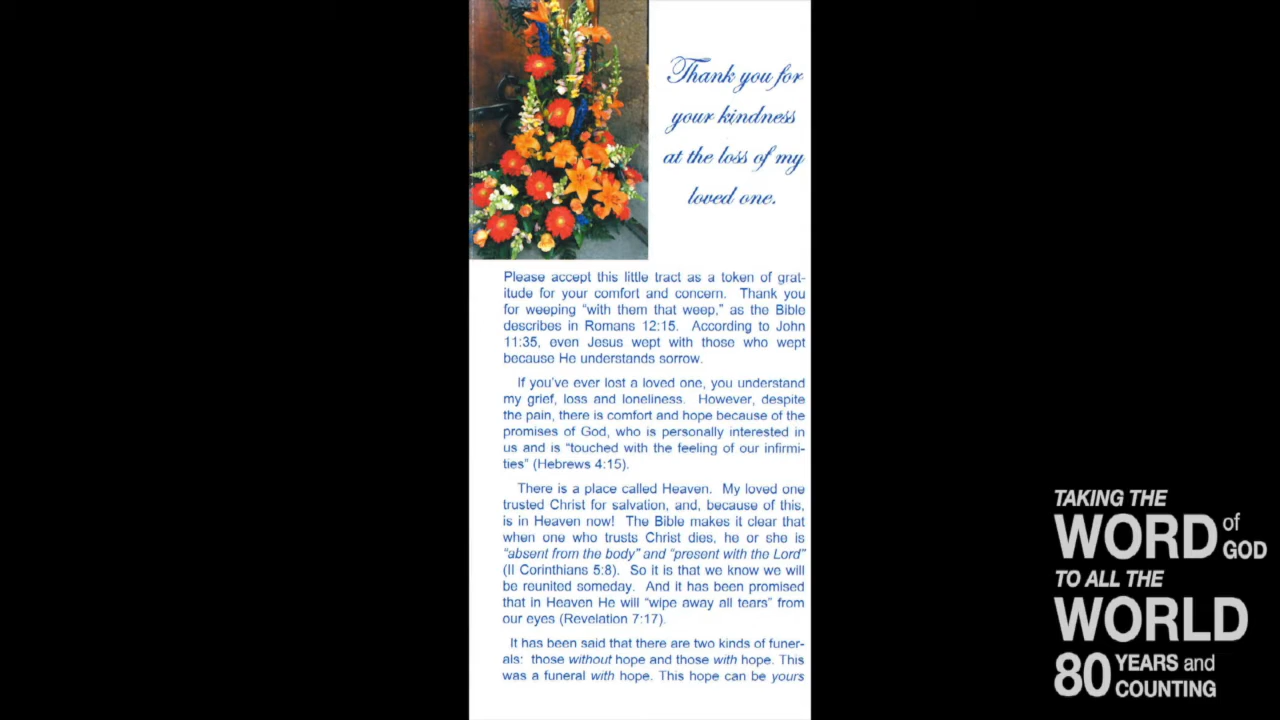 Thank you for
your kindness
at the loss of my
loved one.
Please accept this little tract as a token of grat-
itude for your comfort and concern. Thank you
for weeping “with them that weep,” as the Bible
describes in Romans 12:15. According to John
11:35, even Jesus wept with those who wept
because He understands sorrow.
If you’ve ever lost a loved one, you understand
my grief, loss and loneliness. However, despite
the pain, there is comfort and hope because of the
promises of God, who is personally interested in
us and is “touched with the feeling of our infirmi-
ties” (Hebrews 4:15).
There is a place called Heaven. My loved one
trusted Christ for salvation, and, because of this,
is in Heaven now! The Bible makes it clear that
when one who trusts Christ dies, he or she is
“absent from the body” and “present with the Lord”
(II Corinthians 5:8). So it is that we know we will
be reunited someday. And it has been promised
that in Heaven He will “wipe away all tears” from
our eyes (Revelation 7:17).
It has been said that there are two kinds of funer-
als: those without hope and those with hope. This
was a funeral with hope. This hope can be yours
TAKING THE
WORD of GOD
TO ALL THE
WORLD
80 YEARS and COUNTING